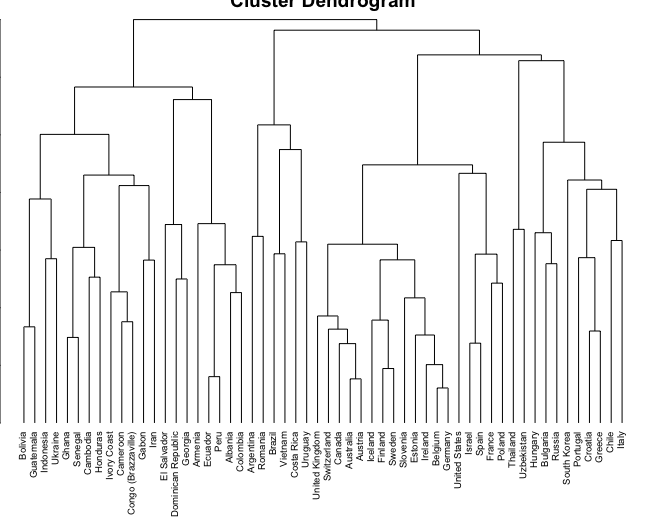 Cluster Dendrogram
Bolivia
Guatemala
Indonesia
Ukraine
Ghana
Senegal
Cambodia
Honduras
Ivory Coast
Cameroon
Congo (Brazzaville)
Gabon
Iran
El Salvador
Dominican Republic
Georgia
Armenia
Ecuador
Peru
Albania
Colombia
Argentina
Romania
Brazil
Vietnam
Costa Rica
Uruguay
United Kingdom
Switzerland
Canada
Australia
Austria
Iceland
Finland
Sweden
Slovenia
Estonia
Ireland
Belgium
Germany
United States
Israel
Spain
France
Poland
Thailand
Uzbekistan
Hungary
Bulgaria
Russia
South Korea
Portugal
Croatia
Greece
Chile
Italy